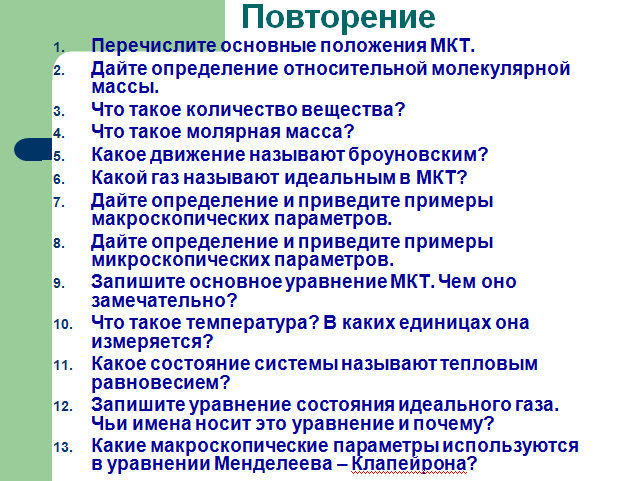 Повторение
1. Перечислите основные положения МКТ.
2. Дайте определение относительной молекулярной
массы.
3. Что такое количество вещества?
4. Что такое молярная масса?
5. Какое движение называют броуновским?
6. Какой газ называют идеальным в МКТ?
7. Дайте определение и приведите примеры
макроскопических параметров.
8. Дайте определение и приведите примеры
микроскопических параметров.
9. Запишите основное уравнение МКТ. Чем оно
замечательно?
10. Что такое температура? В каких единицах она
измеряется?
11. Какое состояние системы называют тепловым
равновесием?
12. Запишите уравнение состояния идеального газа.
Чьи имена носит это уравнение и почему?
13. Какие макроскопические параметры используются
в уравнении Менделеева – Клапейрона?